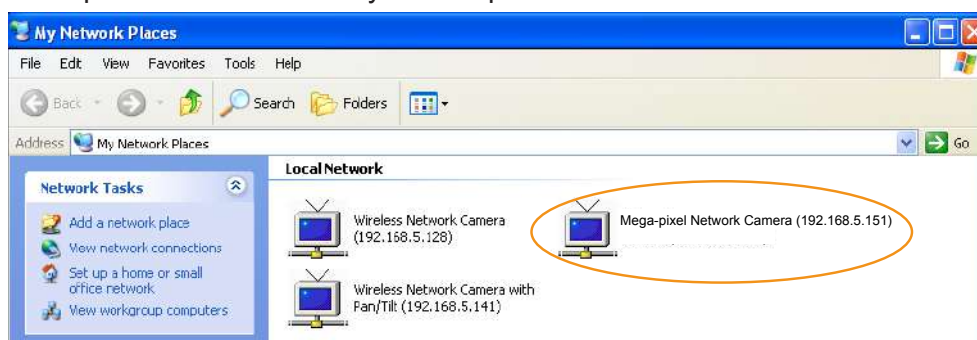 My Network Places
File Edit View Favorites Tools Help
Back Search Folders
Address My Network Places Go
Local Network
Network Tasks
Add a network place
View network connections
Set up a home or small
office network
View workgroup computers
Wireless Network Camera
(192.168.5.128)
Mega-pixel Network Camera (192.168.5.151)
Wireless Network Camera with
Pan/Tilt (192.168.5.141)